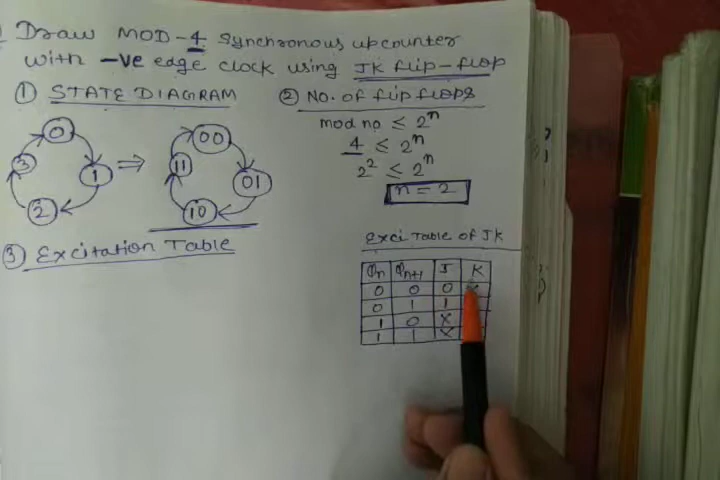 Draw MOD-4 Synchronous upcounter
with -Ve edge clock using JK flip-flop
① STATE DIAGRAM
0
1
2
3
⇒
00
01
10
11
② NO. of flip flops
mod no ≤ 2ⁿ
4 ≤ 2ⁿ
2² ≤ 2ⁿ
n = 2
③ Excitation Table
Exci Table of JK
Qn Qn+1 J K
0 0 0
0 1 1
1 0 X
1 1 X